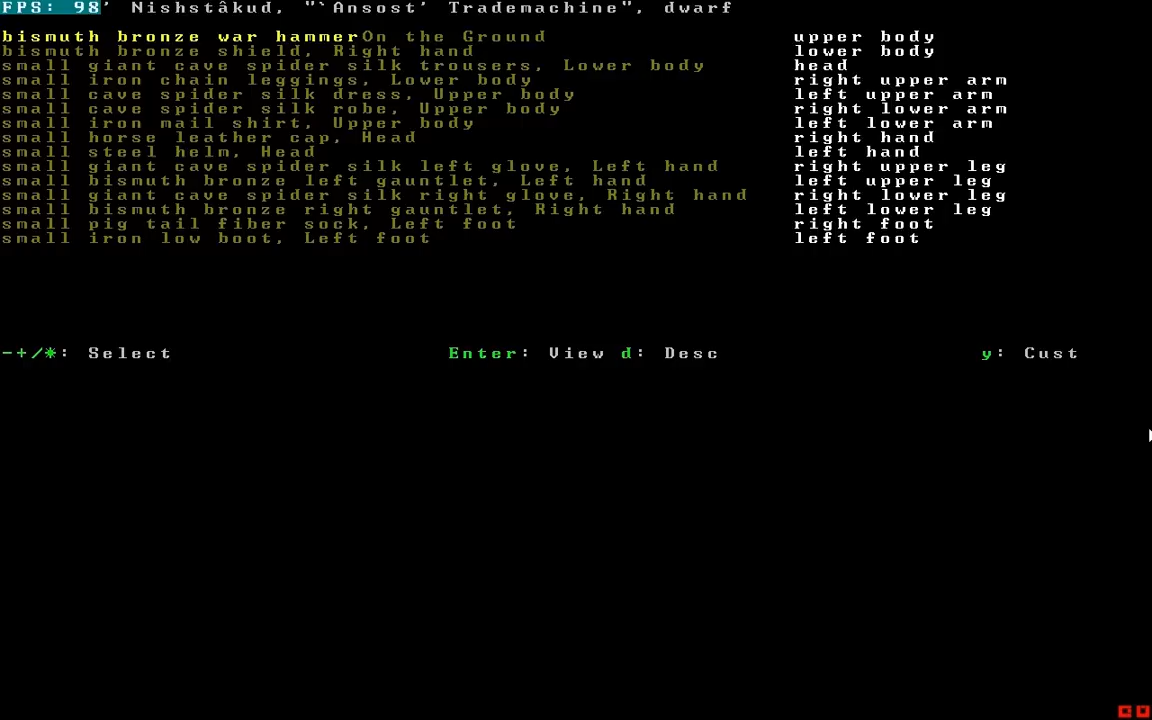 FPS: 98' Nishstâkud, "`Ansost' Trademachine", dwarf
bismuth bronze war hammerOn the Ground upper body
bismuth bronze shield, Right hand lower body
small giant cave spider silk trousers, Lower body head
small iron chain leggings, Lower body right upper arm
small cave spider silk dress, Upper body left upper arm
small cave spider silk robe, Upper body right lower arm
small iron mail shirt, Upper body left lower arm
small horse leather cap, Head right hand
small steel helm, Head left hand
small giant cave spider silk left glove, Left hand right upper leg
small bismuth bronze left gauntlet, Left hand left upper leg
small giant cave spider silk right glove, Right hand right lower leg
small bismuth bronze right gauntlet, Right hand left lower leg
small pig tail fiber sock, Left foot right foot
small iron low boot, Left foot left foot
-+/*: Select Enter: View d: Desc y: Cust